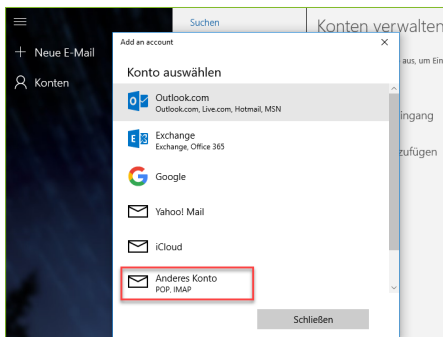 Suchen
Konten verwalten
Add an account
Neue E-Mail
aus, um Ein
Konto auswählen
Konten
Outlook.com
Outlook.com, Live.com, Hotmail, MSN
ingang
Exchange
Exchange, Office 365
zufügen
Google
Yahoo! Mail
iCloud
Anderes Konto
POP, IMAP
Schließen